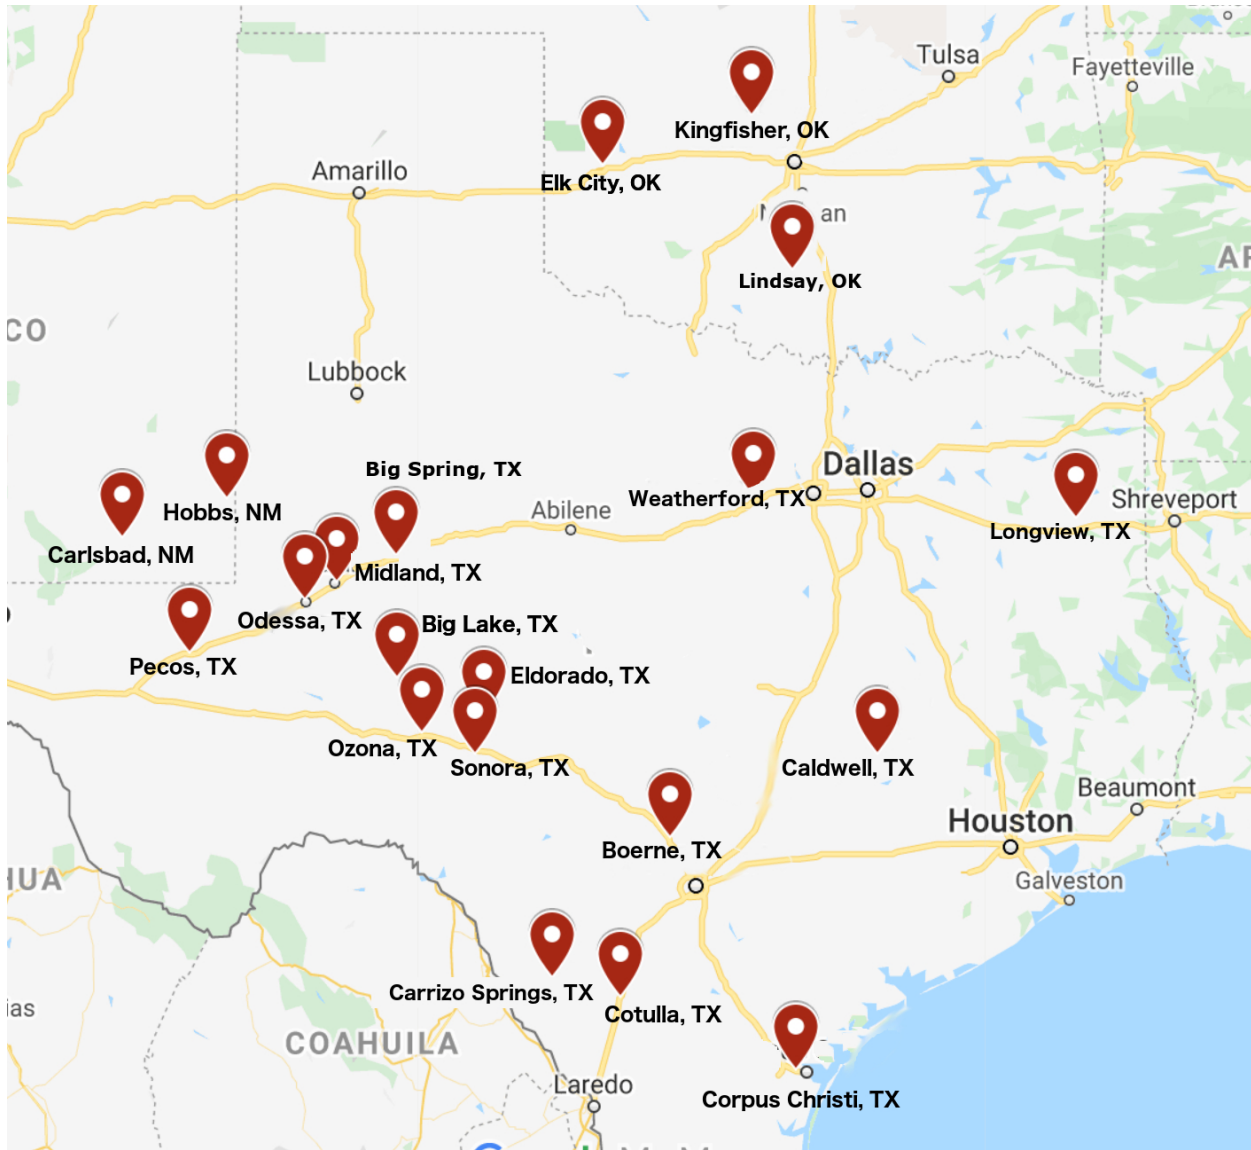 Tulsa
Fayetteville
Kingfisher, OK
Amarillo
Elk City, OK
an
Lindsay, OK
CO
Lubbock
Big Spring, TX
Dallas
Weatherford, TX
Abilene
Hobbs, NM
Shreveport
Longview, TX
Carlsbad, NM
Midland, TX
Odessa, TX
Big Lake, TX
Pecos, TX
Eldorado, TX
Ozona, TX
Sonora, TX
Caldwell, TX
Beaumont
Houston
Boerne, TX
HUA
Galveston
Carrizo Springs, TX
ias
Cotulla, TX
COAHUILA
Laredo
Corpus Christi, TX